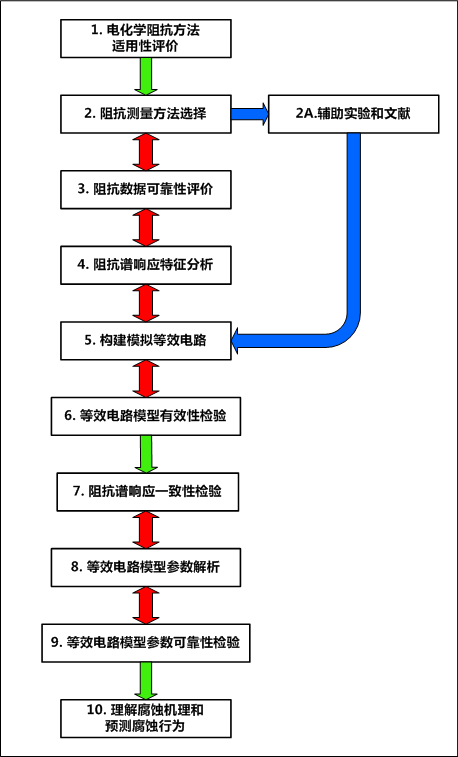 1. 电化学阻抗方法
适用性评价
2. 阻抗测量方法选择
2A.辅助实验和文献
3. 阻抗数据可靠性评价
4. 阻抗谱响应特征分析
5. 构建模拟等效电路
6. 等效电路模型有效性检验
7. 阻抗谱响应一致性检验
8. 等效电路模型参数解析
9. 等效电路模型参数可靠性检验
10. 理解腐蚀机理和
预测腐蚀行为